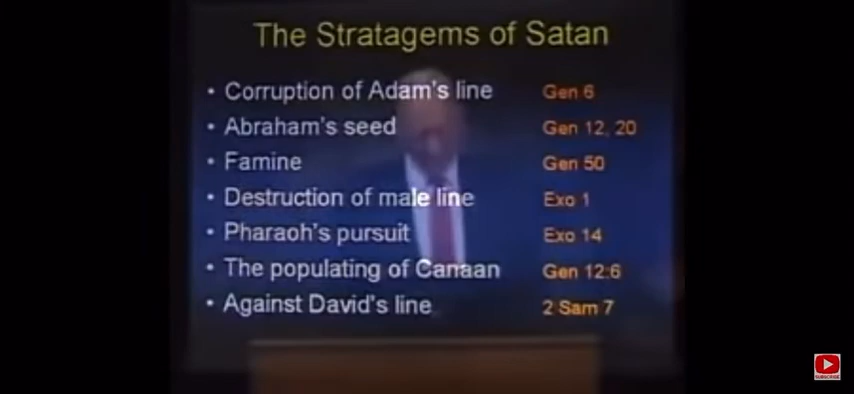 The Stratagems of Satan
• Corruption of Adam's line Gen 6
• Abraham's seed Gen 12, 20
• Famine Gen 50
• Destruction of male line Exo 1
• Pharaoh's pursuit Exo 14
• The populating of Canaan Gen 12:6
• Against David's line 2 Sam 7
SUBSCRIBE